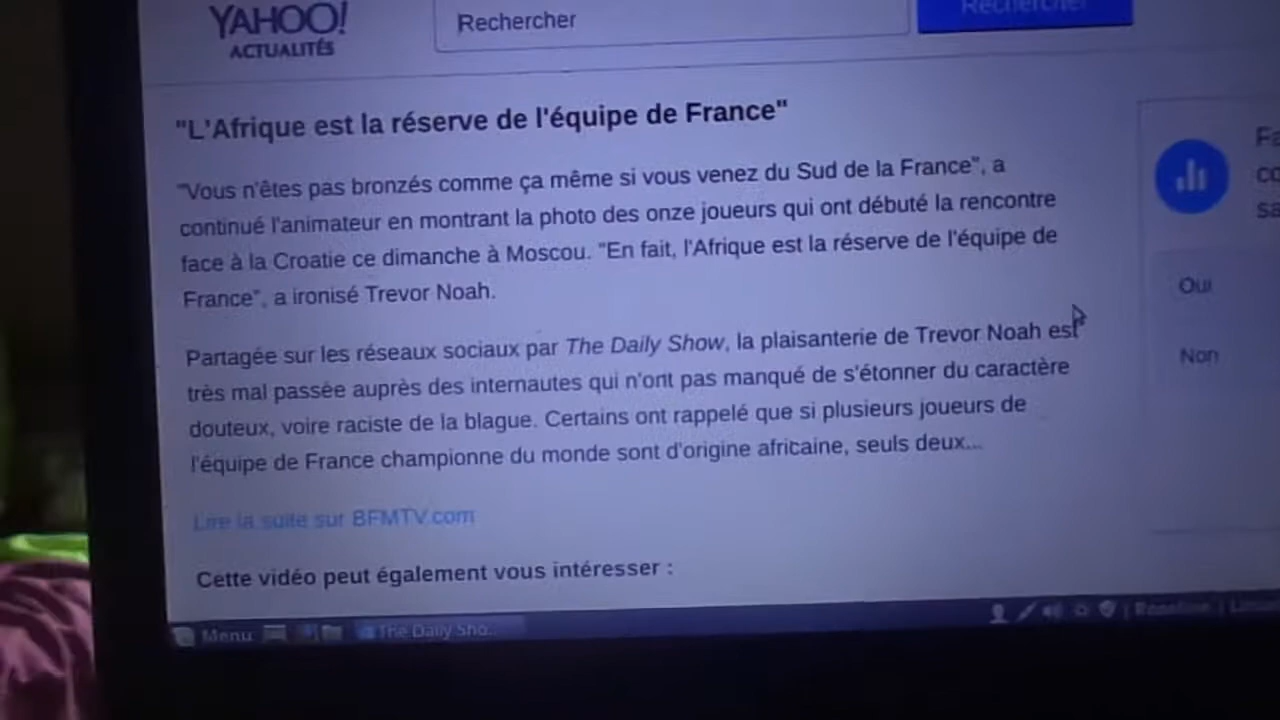 YAHOO!
ACTUALITÉS
Rechercher
Rechercher
"L'Afrique est la réserve de l'équipe de France"
"Vous n'êtes pas bronzés comme ça même si vous venez du Sud de la France", a
continué l'animateur en montrant la photo des onze joueurs qui ont débuté la rencontre
face à la Croatie ce dimanche à Moscou. "En fait, l'Afrique est la réserve de l'équipe de
France", a ironisé Trevor Noah.
Partagée sur les réseaux sociaux par The Daily Show, la plaisanterie de Trevor Noah est
très mal passée auprès des internautes qui n'ont pas manqué de s'étonner du caractère
douteux, voire raciste de la blague. Certains ont rappelé que si plusieurs joueurs de
l'équipe de France championne du monde sont d'origine africaine, seuls deux...
Lire la suite sur BFMTV.com
Cette vidéo peut également vous intéresser :
Oui
Non
Menu
The Daily Sho...